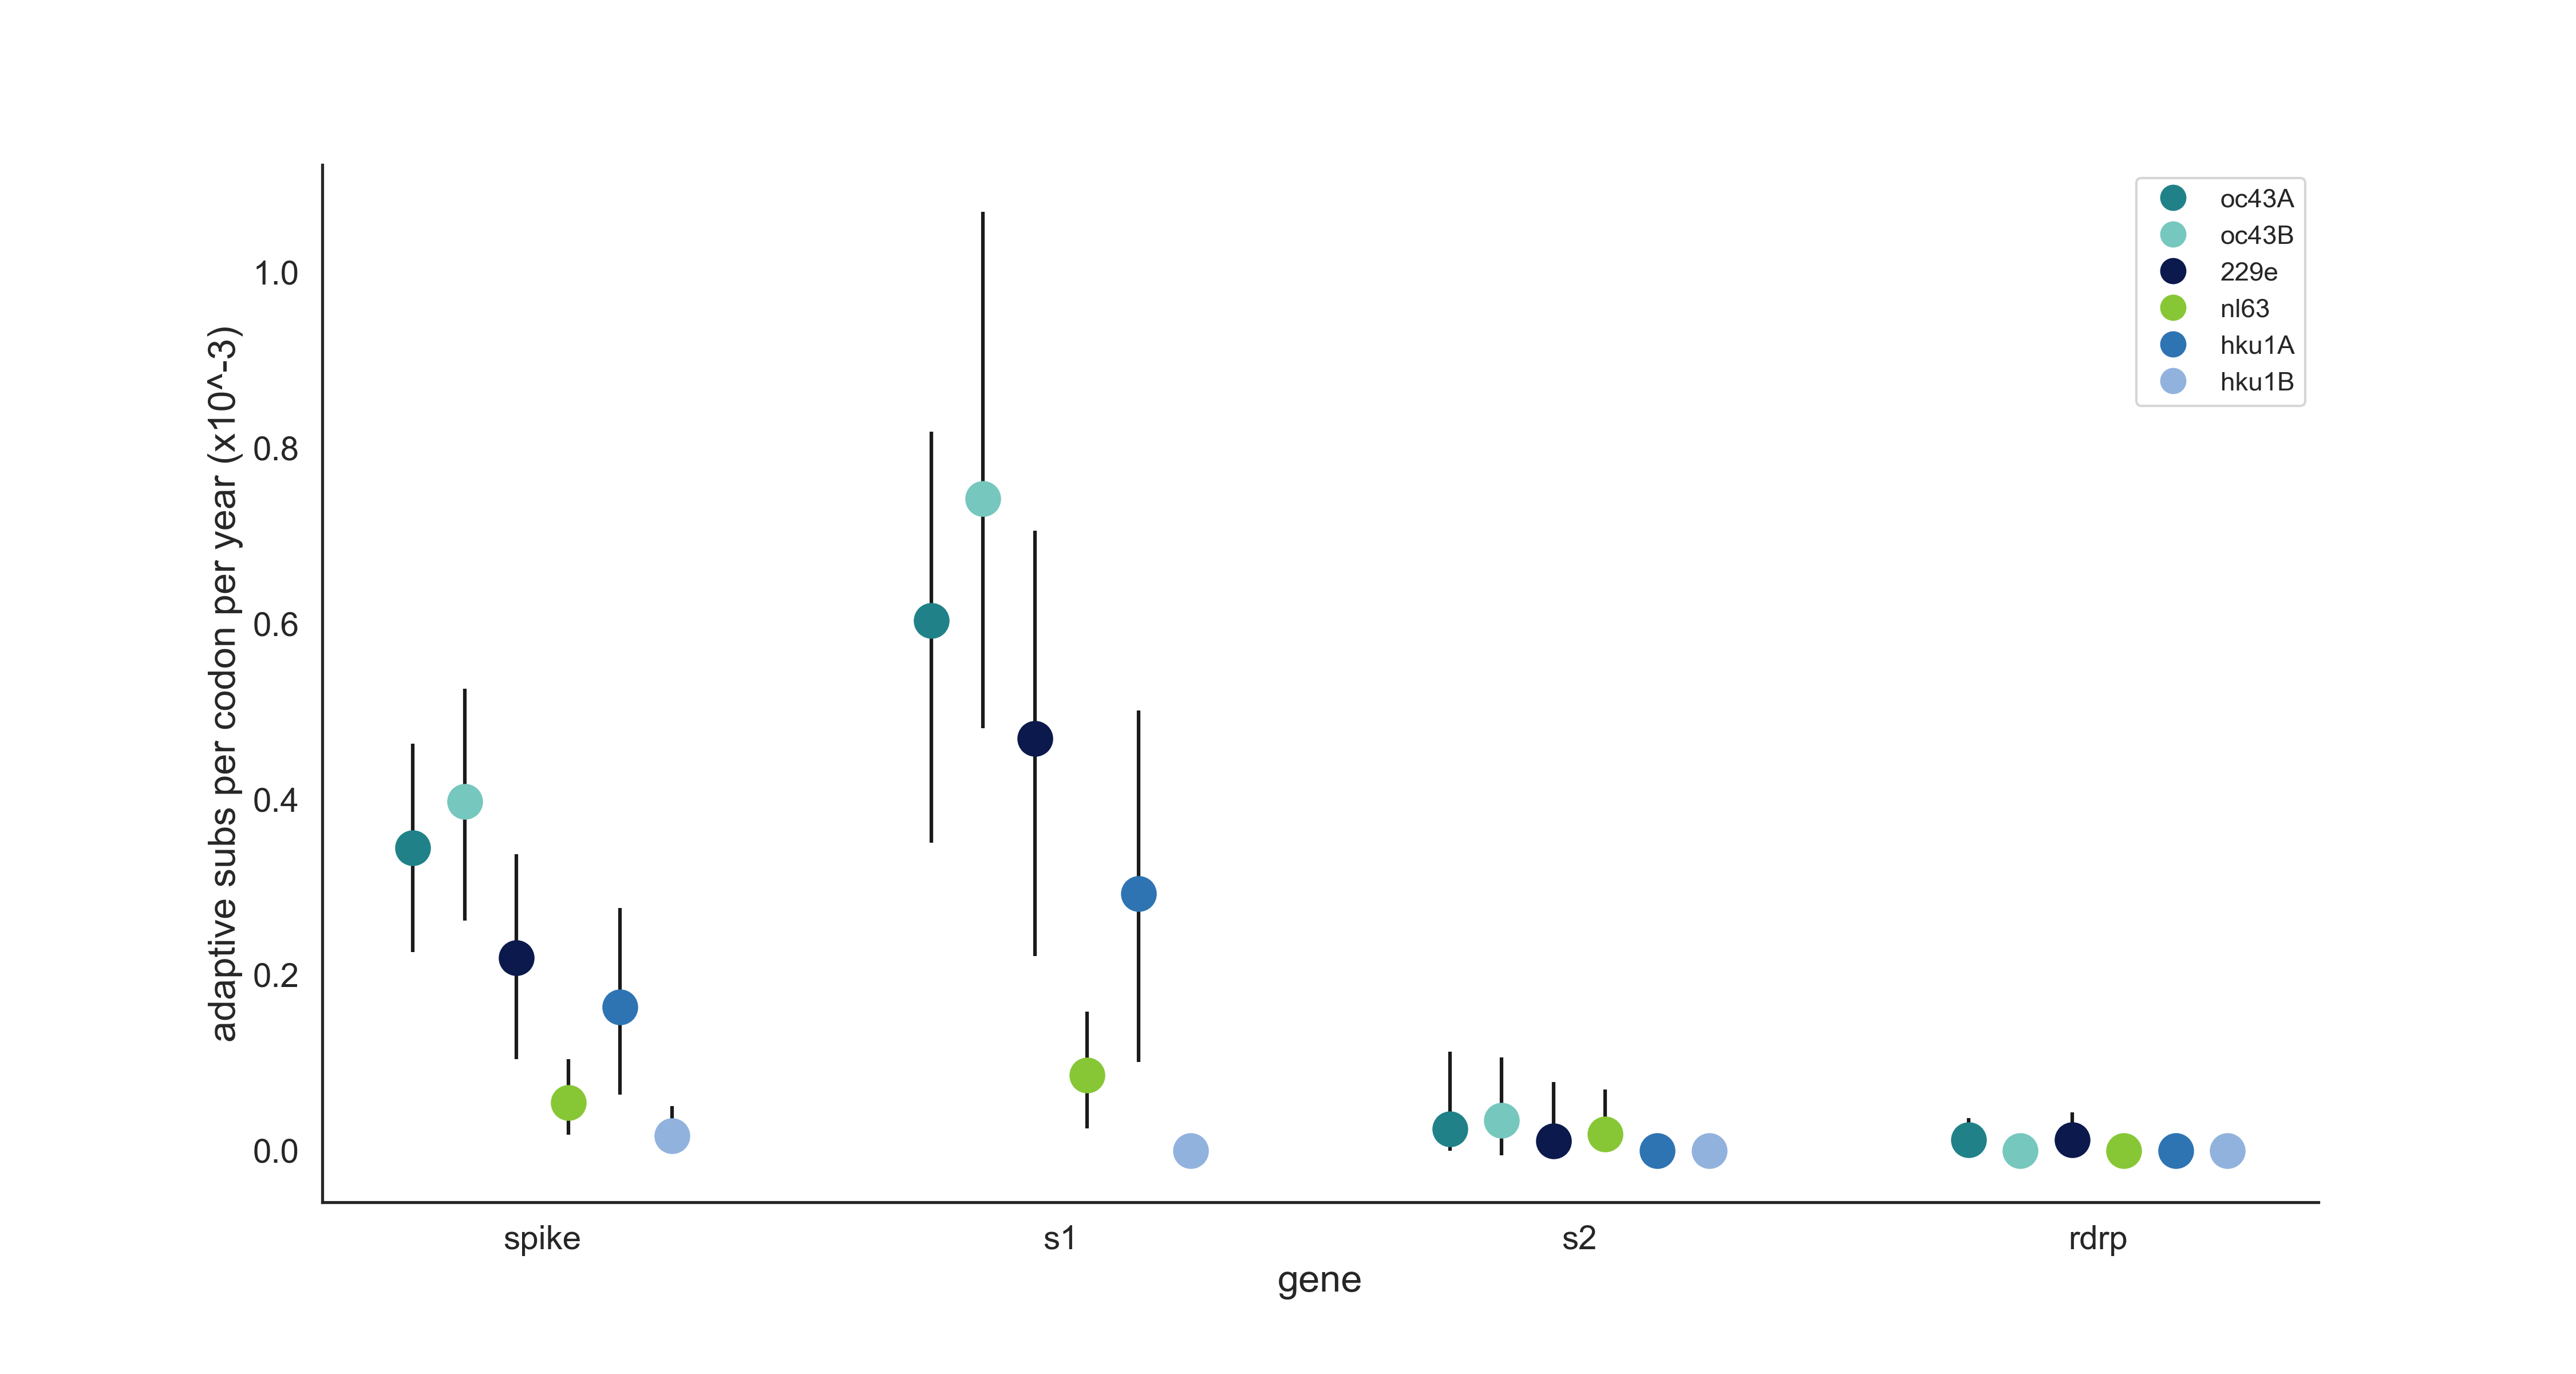 adaptive subs per codon per year (x10^-3)
1.0
0.8
0.6
0.4
0.2
0.0
spike
s1
s2
rdrp
gene
oc43A
oc43B
229e
nl63
hku1A
hku1B